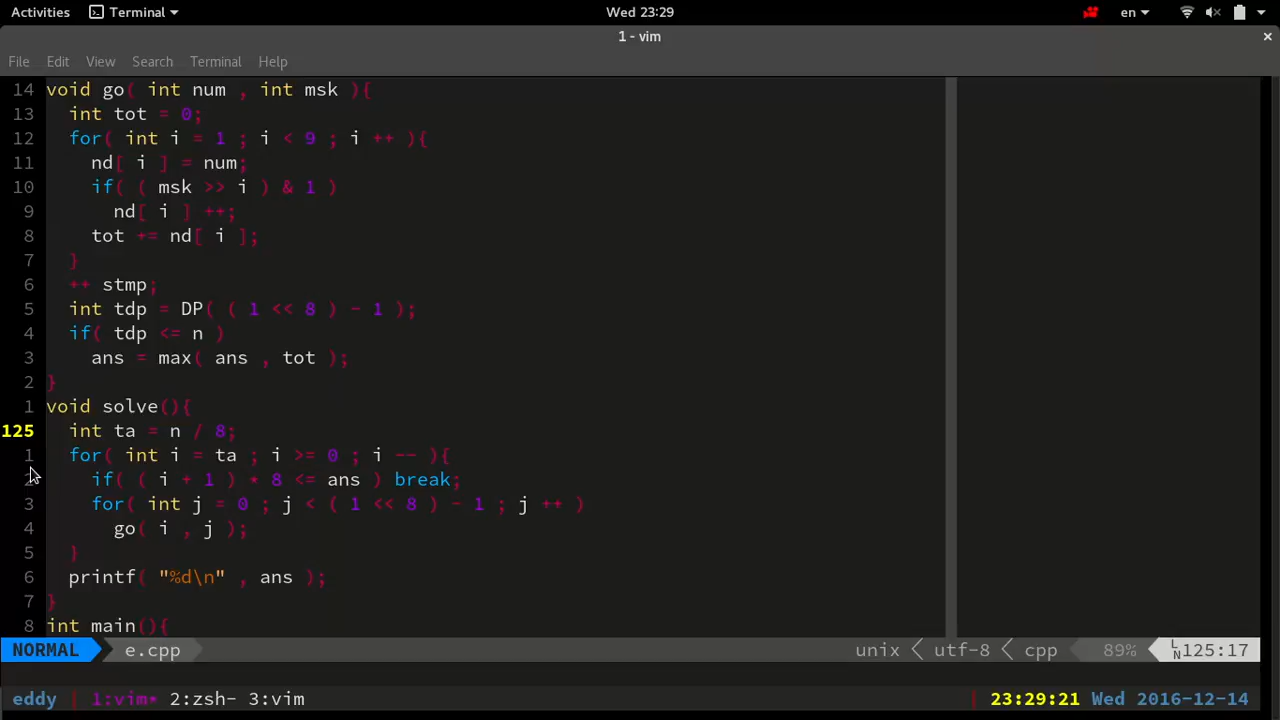 Activities Terminal Wed 23:29 en
1 - vim
File Edit View Search Terminal Help
14 void go( int num , int msk ){
13 int tot = 0;
12 for( int i = 1 ; i < 9 ; i ++ ){
11 nd[ i ] = num;
10 if( ( msk >> i ) & 1 )
9 nd[ i ] ++;
8 tot += nd[ i ];
7 }
6 ++ stmp;
5 int tdp = DP( ( 1 << 8 ) - 1 );
4 if( tdp <= n )
3 ans = max( ans , tot );
2 }
1 void solve(){
125 int ta = n / 8;
1 for( int i = ta ; i >= 0 ; i -- ){
2 if( ( i + 1 ) * 8 <= ans ) break;
3 for( int j = 0 ; j < ( 1 << 8 ) - 1 ; j ++ )
4 go( i , j );
5 }
6 printf( "%d\n" , ans );
7 }
8 int main(){
NORMAL e.cpp unix utf-8 cpp 89% LN 125:17
eddy 1:vim* 2:zsh- 3:vim 23:29:21 Wed 2016-12-14